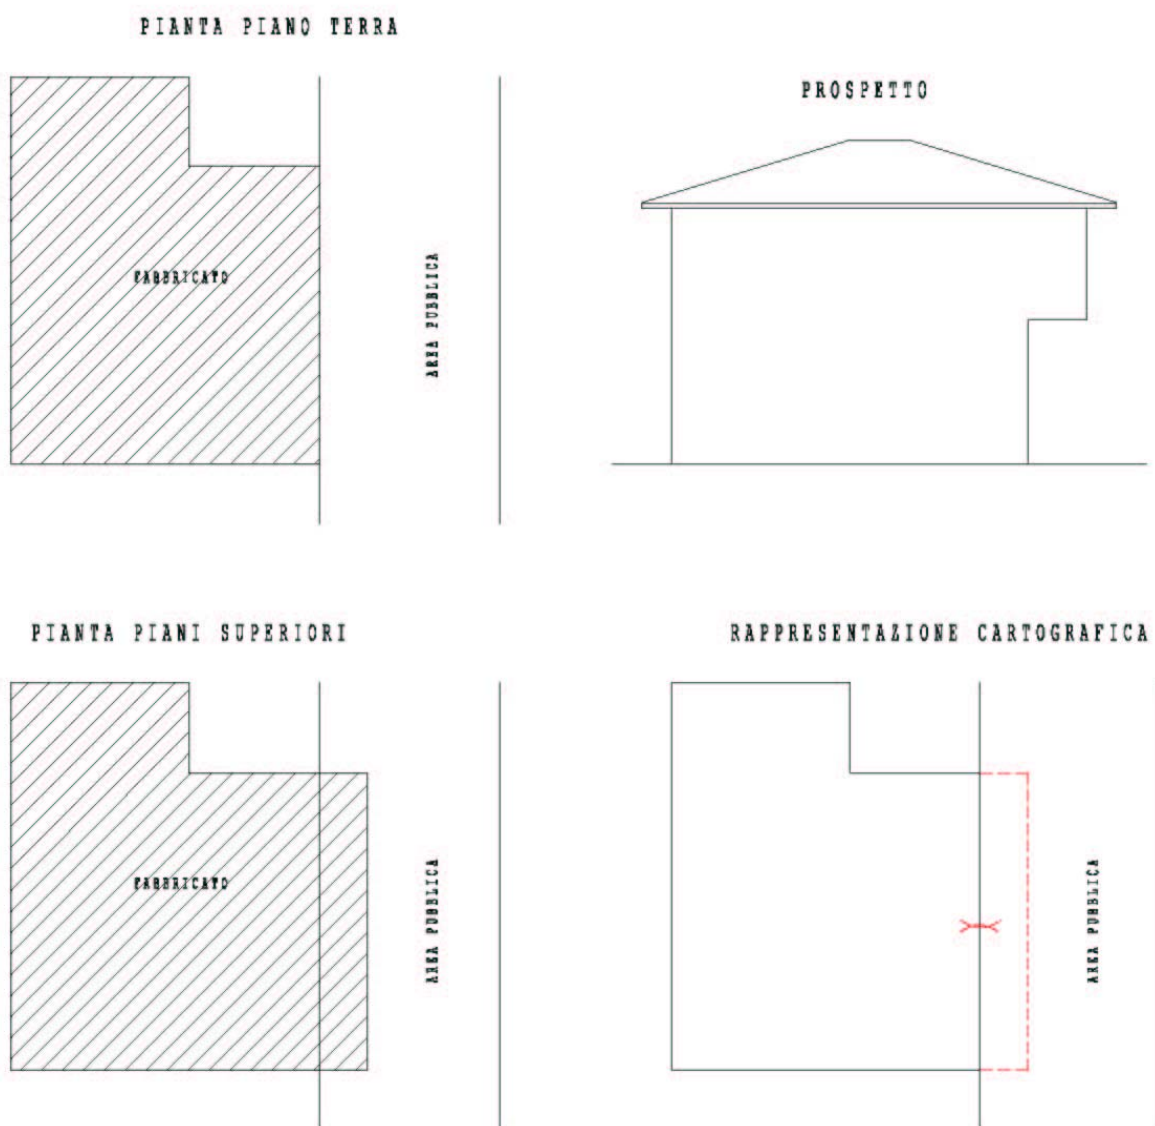 PIANTA PIANO TERRA
PROSPETTO
FABBRICATO
AREA PUBBLICA
PIANTA PIANI SUPERIORI
RAPPRESENTAZIONE CARTOGRAFICA
FABBRICATO
AREA PUBBLICA
AREA PUBBLICA